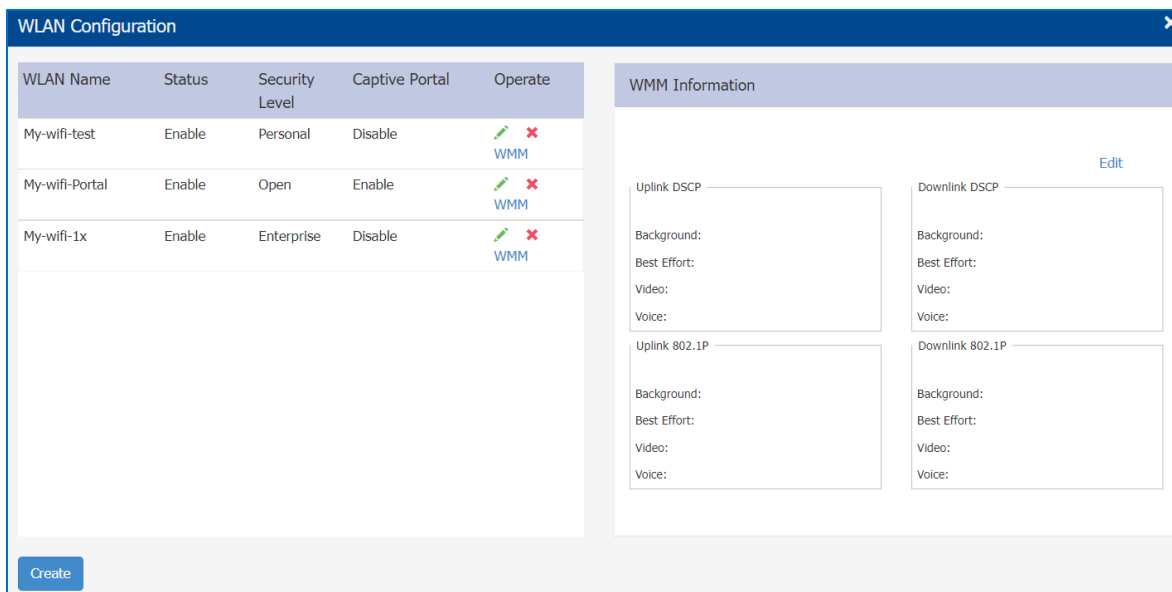 WLAN Configuration
WLAN Name Status Security Level Captive Portal Operate
My-wifi-test Enable Personal Disable
WMM
My-wifi-Portal Enable Open Enable
WMM
My-wifi-1x Enable Enterprise Disable
WMM
Create
WMM Information
Edit
Uplink DSCP
Background:
Best Effort:
Video:
Voice:
Downlink DSCP
Background:
Best Effort:
Video:
Voice:
Uplink 802.1P
Background:
Best Effort:
Video:
Voice:
Downlink 802.1P
Background:
Best Effort:
Video:
Voice: